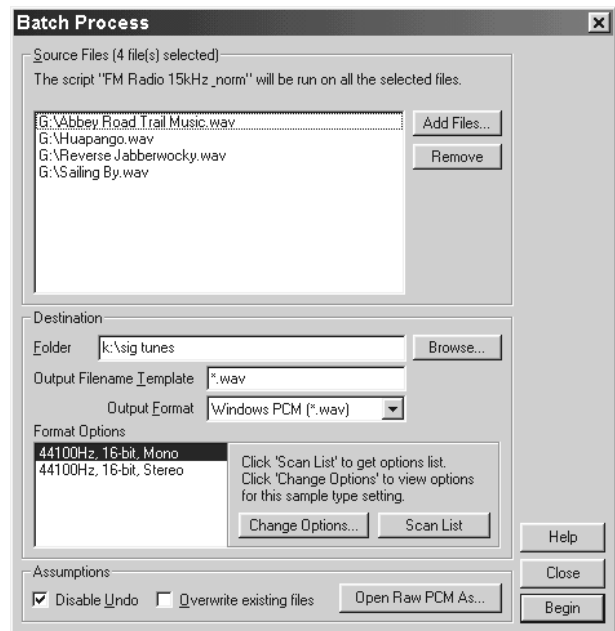 Batch Process
Source Files (4 file(s) selected)
The script "FM Radio 15kHz_norm" will be run on all the selected files.
G:\Abbey Road Trail Music.wav
G:\Huapango.wav
G:\Reverse Jabberwocky.wav
G:\Sailing By.wav
Add Files...
Remove
Destination
Folder k:\sig tunes Browse...
Output Filename Template *.wav
Output Format Windows PCM (*.wav)
Format Options
44100Hz, 16-bit, Mono
44100Hz, 16-bit, Stereo
Click 'Scan List' to get options list.
Click 'Change Options' to view options
for this sample type setting.
Change Options... Scan List
Assumptions
Disable Undo Overwrite existing files Open Raw PCM As...
Help
Close
Begin